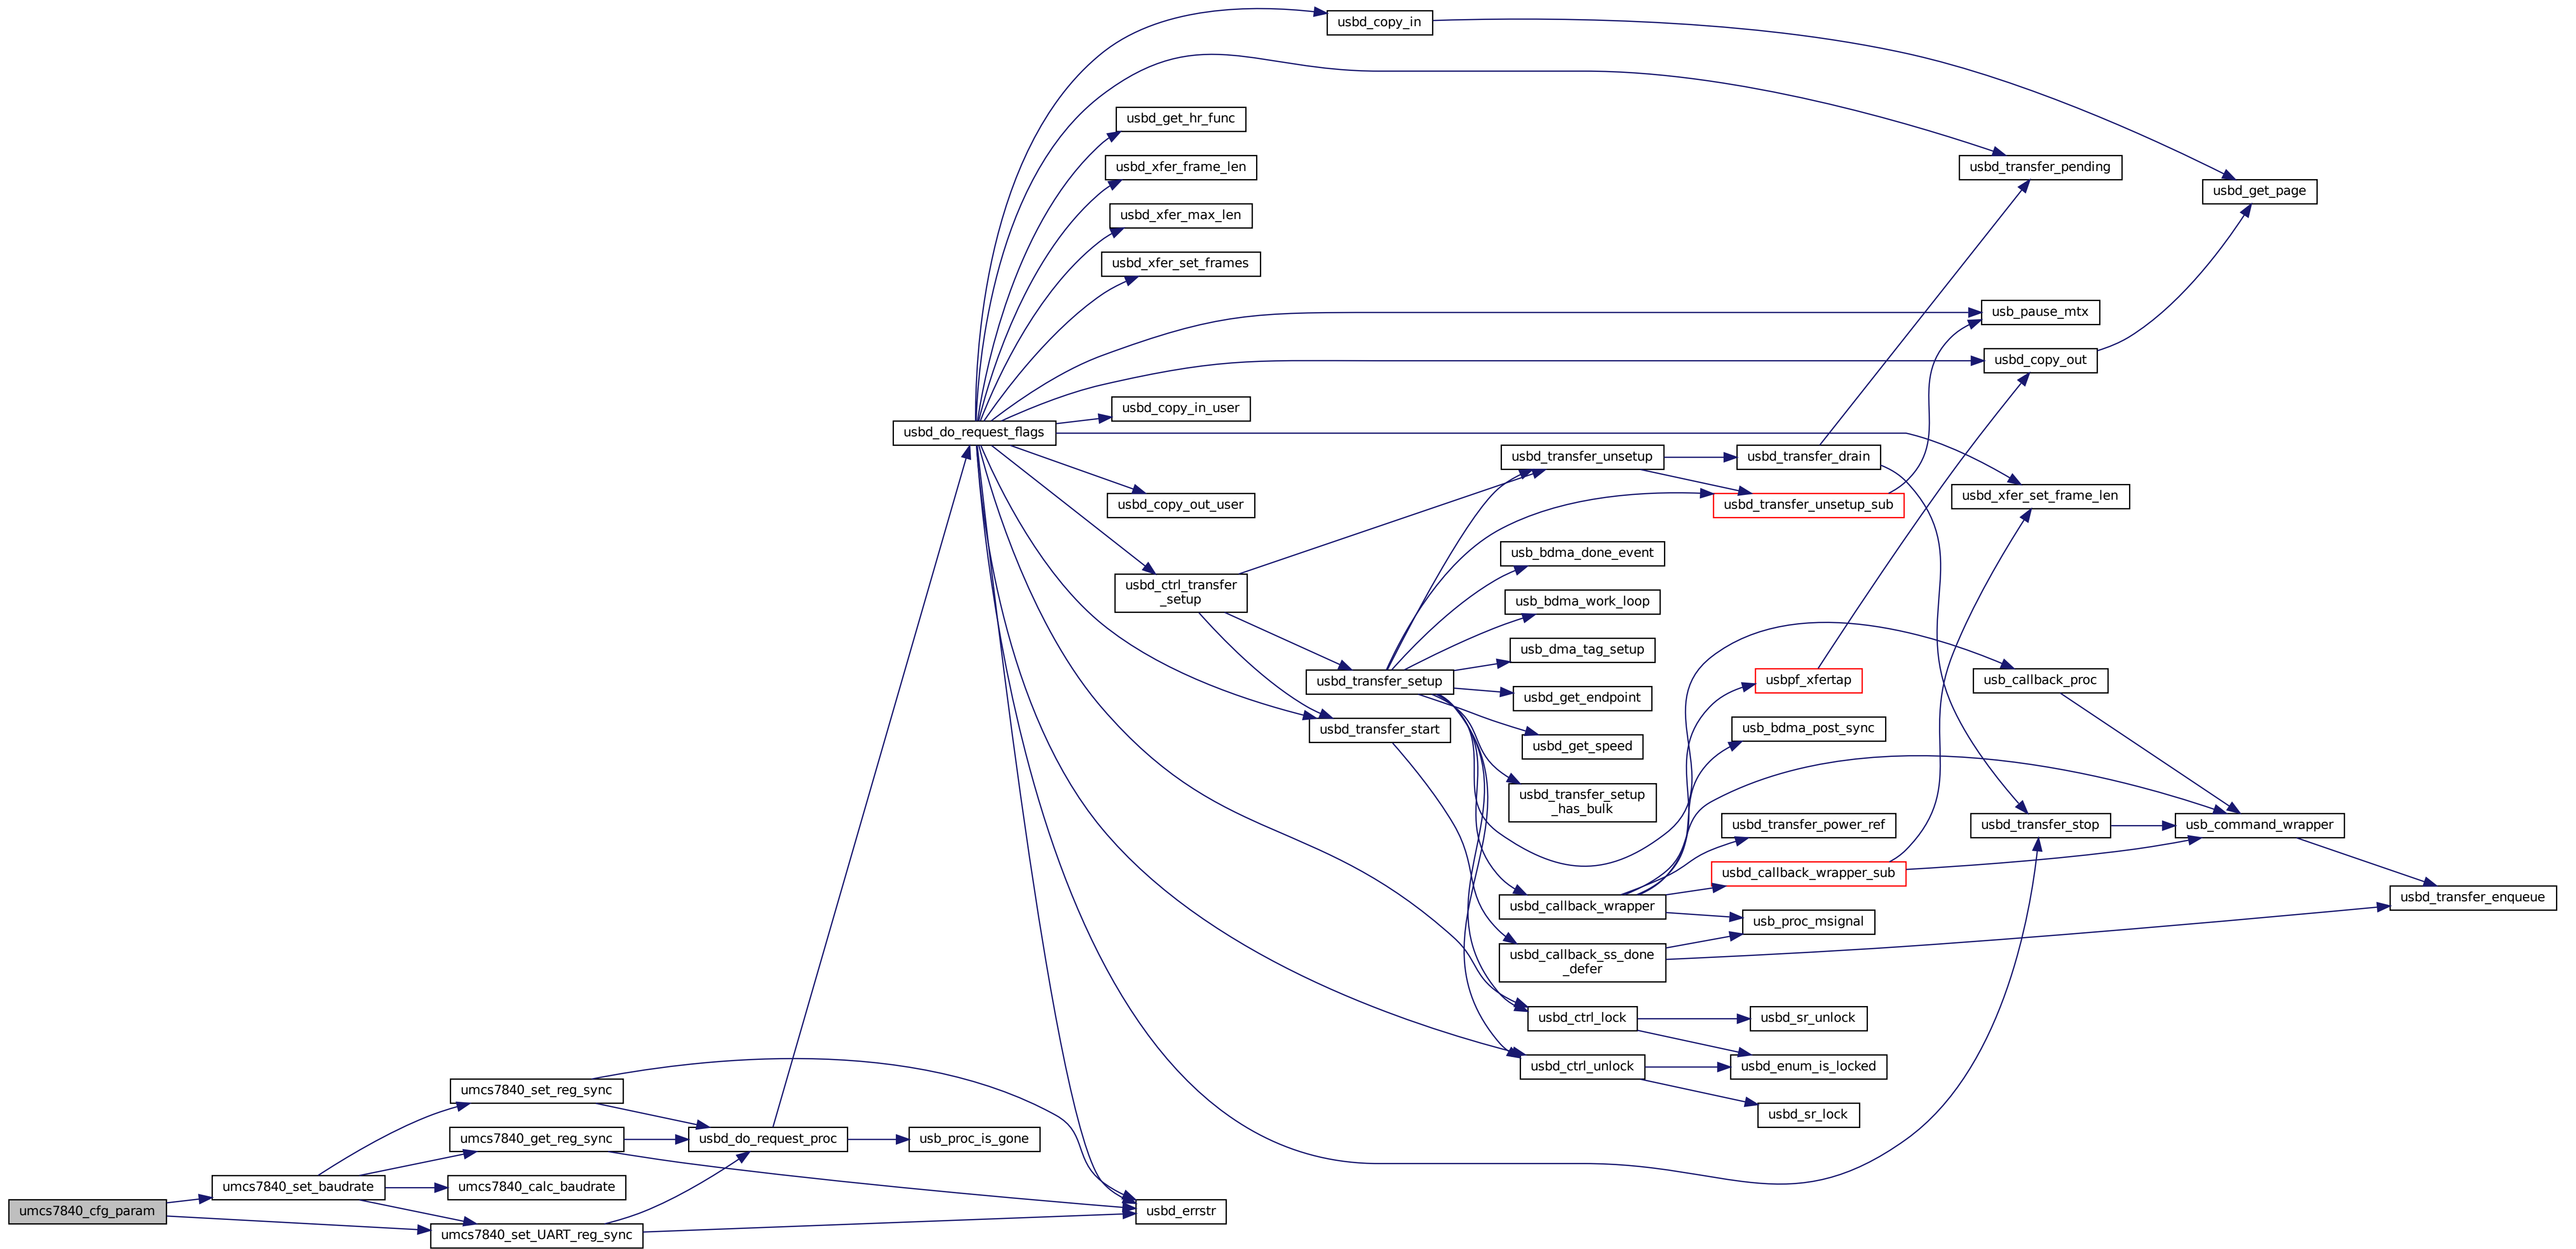 usbd_copy_in
usbd_get_hr_func
usbd_xfer_frame_len
usbd_transfer_pending
usbd_get_page
usbd_xfer_max_len
usbd_xfer_set_frames
usb_pause_mtx
usbd_copy_out
usbd_copy_in_user
usbd_do_request_flags
usbd_transfer_unsetup
usbd_transfer_drain
usbd_xfer_set_frame_len
usbd_copy_out_user
usbd_transfer_unsetup_sub
usb_bdma_done_event
usbd_ctrl_transfer
_setup
usb_bdma_work_loop
usb_dma_tag_setup
usbd_transfer_setup
usbpf_xfertap
usb_callback_proc
usbd_get_endpoint
usbd_transfer_start
usb_bdma_post_sync
usbd_get_speed
usbd_transfer_setup
_has_bulk
usbd_transfer_power_ref
usbd_transfer_stop
usb_command_wrapper
usbd_callback_wrapper_sub
usbd_transfer_enqueue
usbd_callback_wrapper
usb_proc_msignal
usbd_callback_ss_done
_defer
usbd_ctrl_lock
usbd_sr_unlock
usbd_ctrl_unlock
usbd_enum_is_locked
umcs7840_set_reg_sync
usbd_sr_lock
umcs7840_get_reg_sync
usbd_do_request_proc
usb_proc_is_gone
umcs7840_set_baudrate
umcs7840_calc_baudrate
umcs7840_cfg_param
usbd_errstr
umcs7840_set_UART_reg_sync